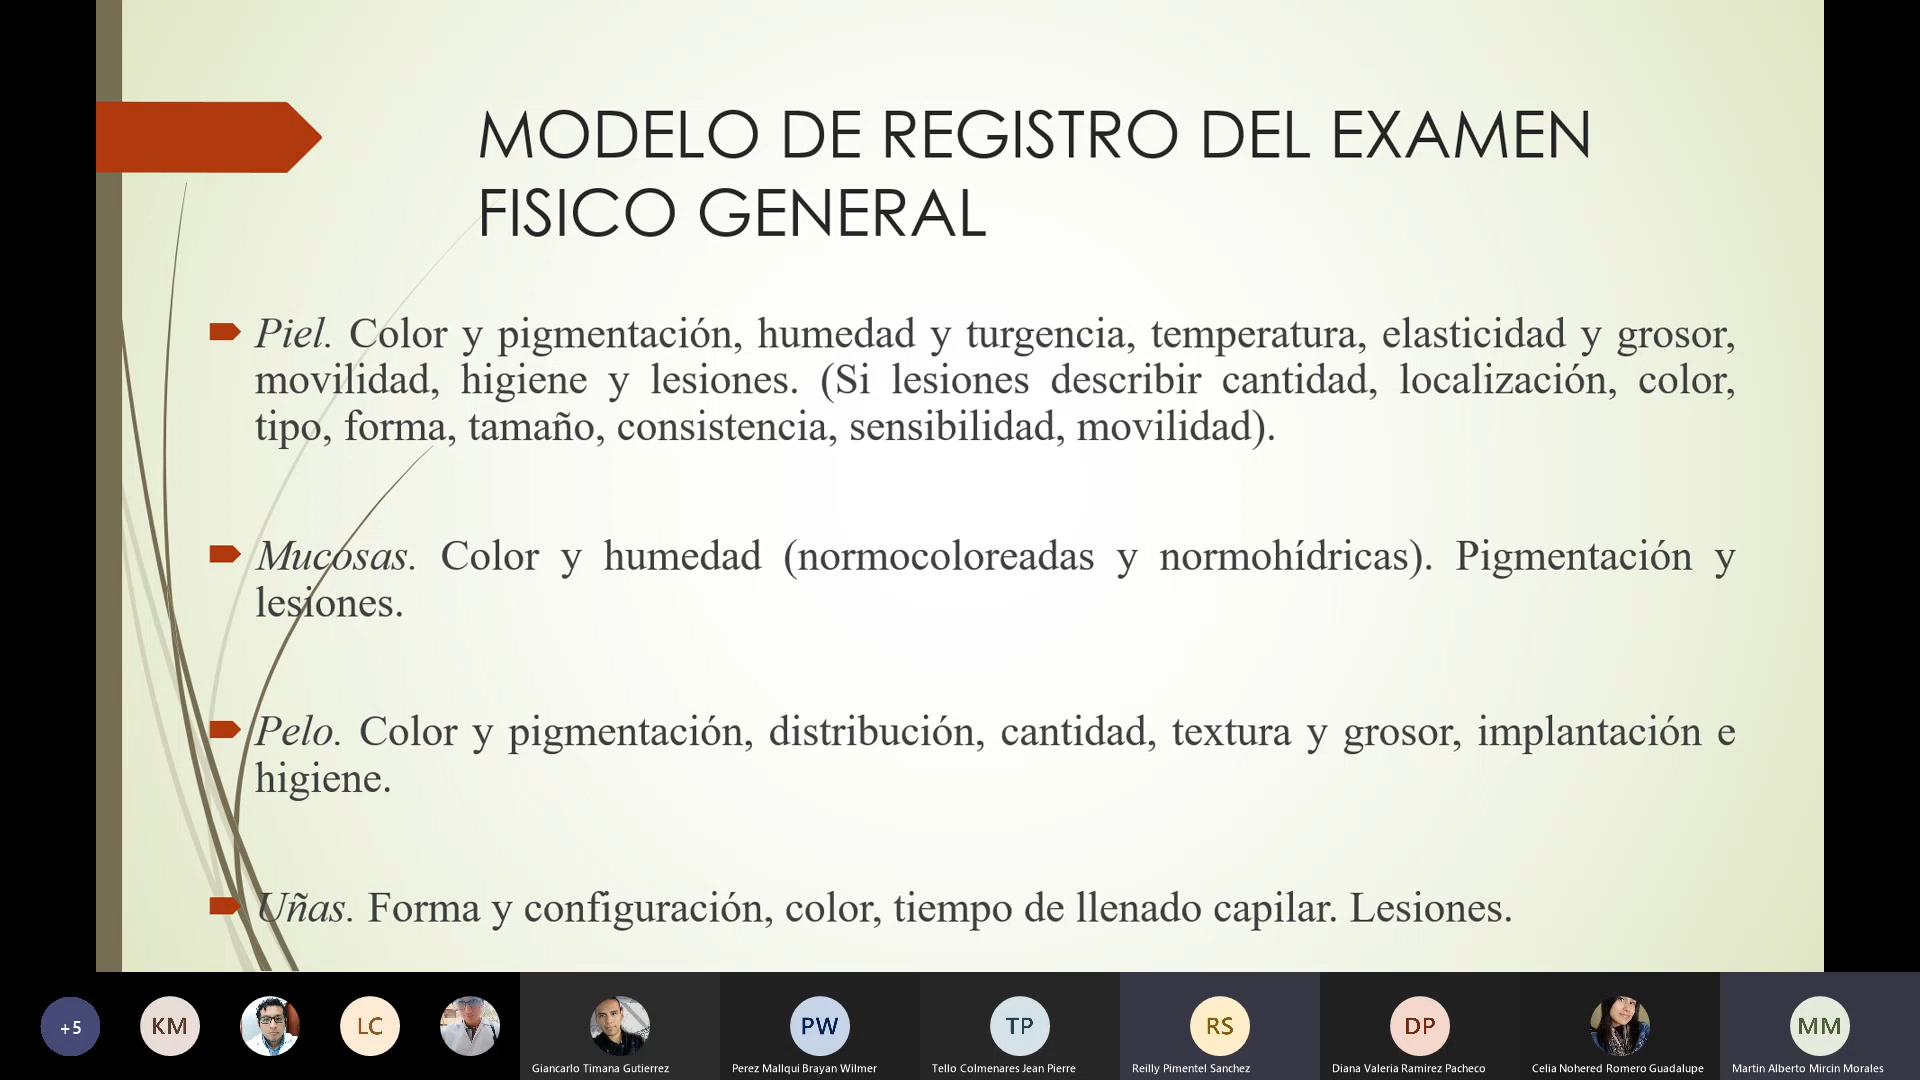 MODELO DE REGISTRO DEL EXAMEN
FISICO GENERAL
Piel. Color y pigmentación, humedad y turgencia, temperatura, elasticidad y grosor,
movilidad, higiene y lesiones. (Si lesiones describir cantidad, localización, color,
tipo, forma, tamaño, consistencia, sensibilidad, movilidad).
Mucosas. Color y humedad (normocoloreadas y normohídricas). Pigmentación y
lesiones.
Pelo. Color y pigmentación, distribución, cantidad, textura y grosor, implantación e
higiene.
Uñas. Forma y configuración, color, tiempo de llenado capilar. Lesiones.
+5 KM LC PW TP RS DP MM
Giancarlo Timana Gutierrez Perez Mallqui Brayan Wilmer Tello Colmenares Jean Pierre Reilly Pimentel Sanchez Diana Valeria Ramirez Pacheco Celia Nohered Romero Guadalupe Martin Alberto Mircin Morales